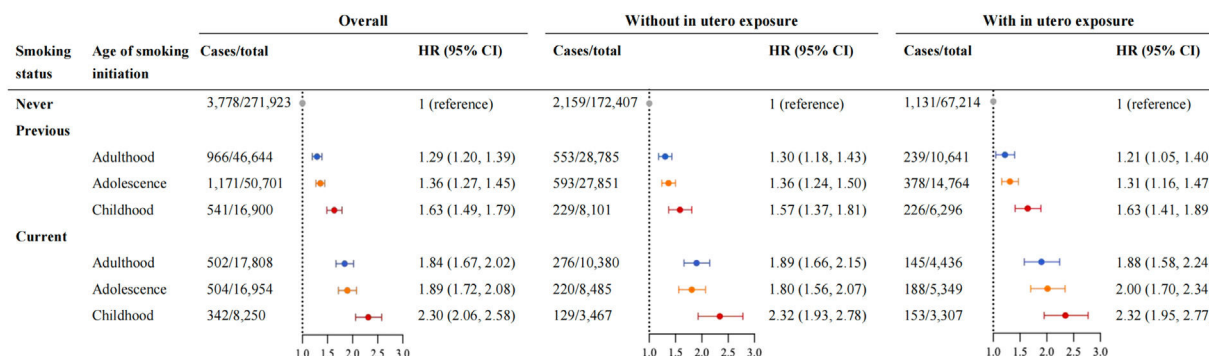 Overall Without in utero exposure With in utero exposure
Smoking status Age of smoking initiation Cases/total HR (95% CI) Cases/total HR (95% CI) Cases/total HR (95% CI)
Never 3,778/271,923 1 (reference) 2,159/172,407 1 (reference) 1,131/67,214 1 (reference)
Previous
Adulthood 966/46,644 1.29 (1.20, 1.39) 553/28,785 1.30 (1.18, 1.43) 239/10,641 1.21 (1.05, 1.40
Adolescence 1,171/50,701 1.36 (1.27, 1.45) 593/27,851 1.36 (1.24, 1.50) 378/14,764 1.31 (1.16, 1.47
Childhood 541/16,900 1.63 (1.49, 1.79) 229/8,101 1.57 (1.37, 1.81) 226/6,296 1.63 (1.41, 1.89
Current
Adulthood 502/17,808 1.84 (1.67, 2.02) 276/10,380 1.89 (1.66, 2.15) 145/4,436 1.88 (1.58, 2.24
Adolescence 504/16,954 1.89 (1.72, 2.08) 220/8,485 1.80 (1.56, 2.07) 188/5,349 2.00 (1.70, 2.34
Childhood 342/8,250 2.30 (2.06, 2.58) 129/3,467 2.32 (1.93, 2.78) 153/3,307 2.32 (1.95, 2.77
1.0 1.5 2.0 2.5 3.0 1.0 1.5 2.0 2.5 3.0 1.0 1.5 2.0 2.5 3.0